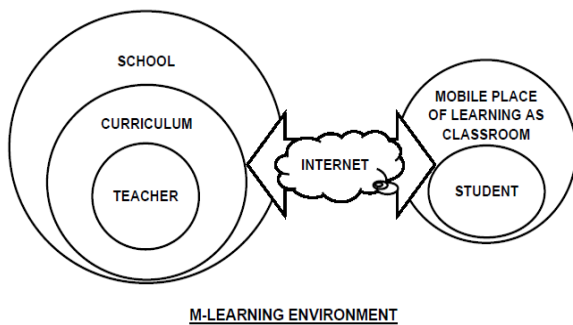 SCHOOL
CURRICULUM
TEACHER
INTERNET
MOBILE PLACE
OF LEARNING AS
CLASSROOM
STUDENT
M-LEARNING ENVIRONMENT